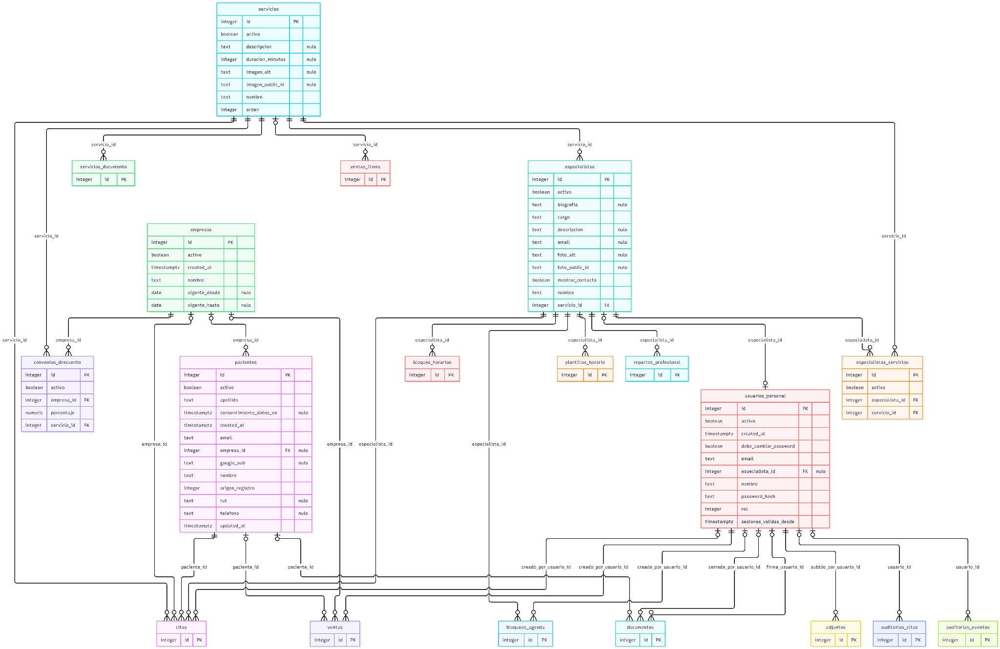 servicios
integer id PK
boolean activo
text descripcion nulo
integer duracion_minutos nulo
text imagen_alt nulo
text imagen_public_id nulo
text nombre
integer orden
servicio_id
servicio_id
servicio_id
servicios_documento
integer id PK
ventas_items
integer id PK
especialistas
integer id PK
boolean activo
text biografia nulo
text cargo
text descripcion nulo
text email nulo
text foto_alt nulo
text foto_public_id nulo
boolean mostrar_contacto
text nombre
integer servicio_id FK
empresas
integer id PK
boolean activo
timestamptz created_at
text nombre
date vigente_desde nulo
date vigente_hasta nulo
servicio_id
servicio_id
servicio_id
empresa_id
empresa_id
especialista_id
especialista_id
especialista_id
especialista_id
especialista_id
convenios_descuento
integer id PK
boolean activo
integer empresa_id FK
numeric porcentaje
integer servicio_id FK
pacientes
integer id PK
boolean activo
text apellido
timestamptz consentimiento_datos_en nulo
timestamptz created_at
text email
integer empresa_id FK nulo
text google_sub nulo
text nombre
integer origen_registro
text rut nulo
text telefono nulo
timestamptz updated_at
bloques_horarios
integer id PK
plantillas_horario
integer id PK
repartos_profesional
integer id PK
especialistas_servicios
integer id PK
boolean activo
integer especialista_id FK
integer servicio_id FK
usuarios_personal
integer id PK
boolean activo
timestamptz created_at
boolean debe_cambiar_password
text email
integer especialista_id FK nulo
text nombre
text password_hash
integer rol
timestamptz sesiones_validas_desde
empresa_id
empresa_id
especialista_id
especialista_id
paciente_id
paciente_id
paciente_id
creado_por_usuario_id
creado_por_usuario_id
creado_por_usuario_id
cerrada_por_usuario_id
firma_usuario_id
subido_por_usuario_id
usuario_id
usuario_id
citas
integer id PK
ventas
integer id PK
bloqueos_agenda
integer id PK
documentos
integer id PK
adjuntos
integer id PK
auditorias_citas
integer id PK
auditorias_eventos
integer id PK